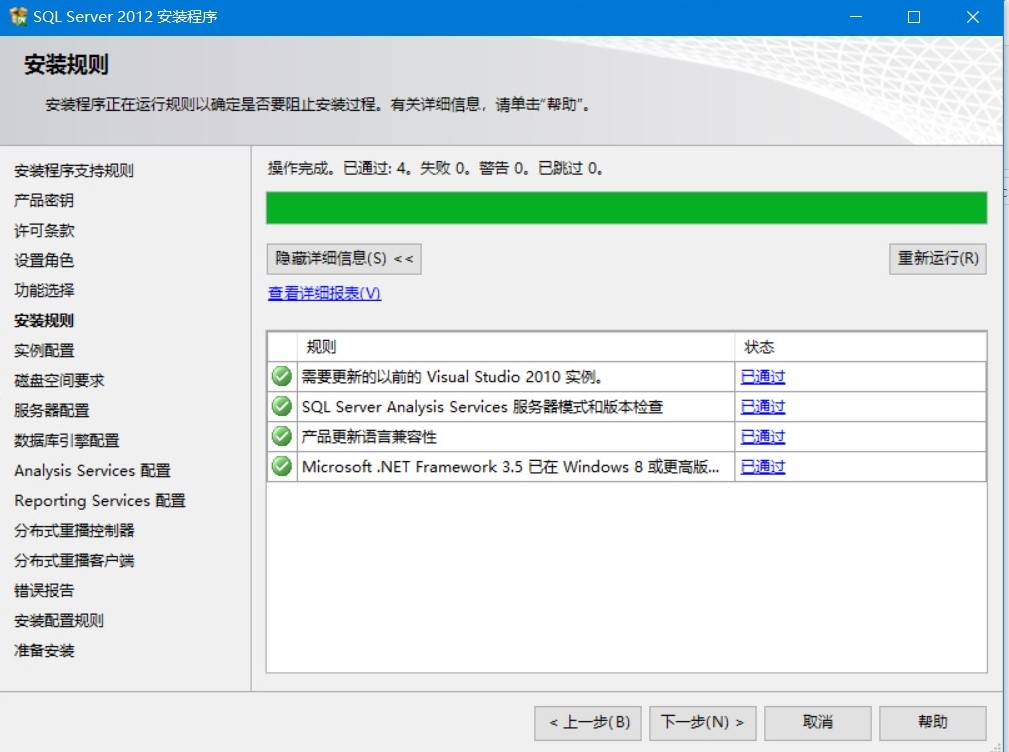 SQL Server 2012 安装程序
安装规则
安装程序正在运行规则以确定是否要阻止安装过程。有关详细信息，请单击“帮助”。
安装程序支持规则
产品密钥
许可条款
设置角色
功能选择
安装规则
实例配置
磁盘空间要求
服务器配置
数据库引擎配置
Analysis Services 配置
Reporting Services 配置
分布式重播控制器
分布式重播客户端
错误报告
安装配置规则
准备安装
操作完成。已通过: 4。失败 0。警告 0。已跳过 0。
隐藏详细信息(S) <<
重新运行(R)
查看详细报表(V)
规则 状态
需要更新的以前的 Visual Studio 2010 实例。 已通过
SQL Server Analysis Services 服务器模式和版本检查 已通过
产品更新语言兼容性 已通过
Microsoft .NET Framework 3.5 已在 Windows 8 或更高版... 已通过
< 上一步(B) 下一步(N) > 取消 帮助